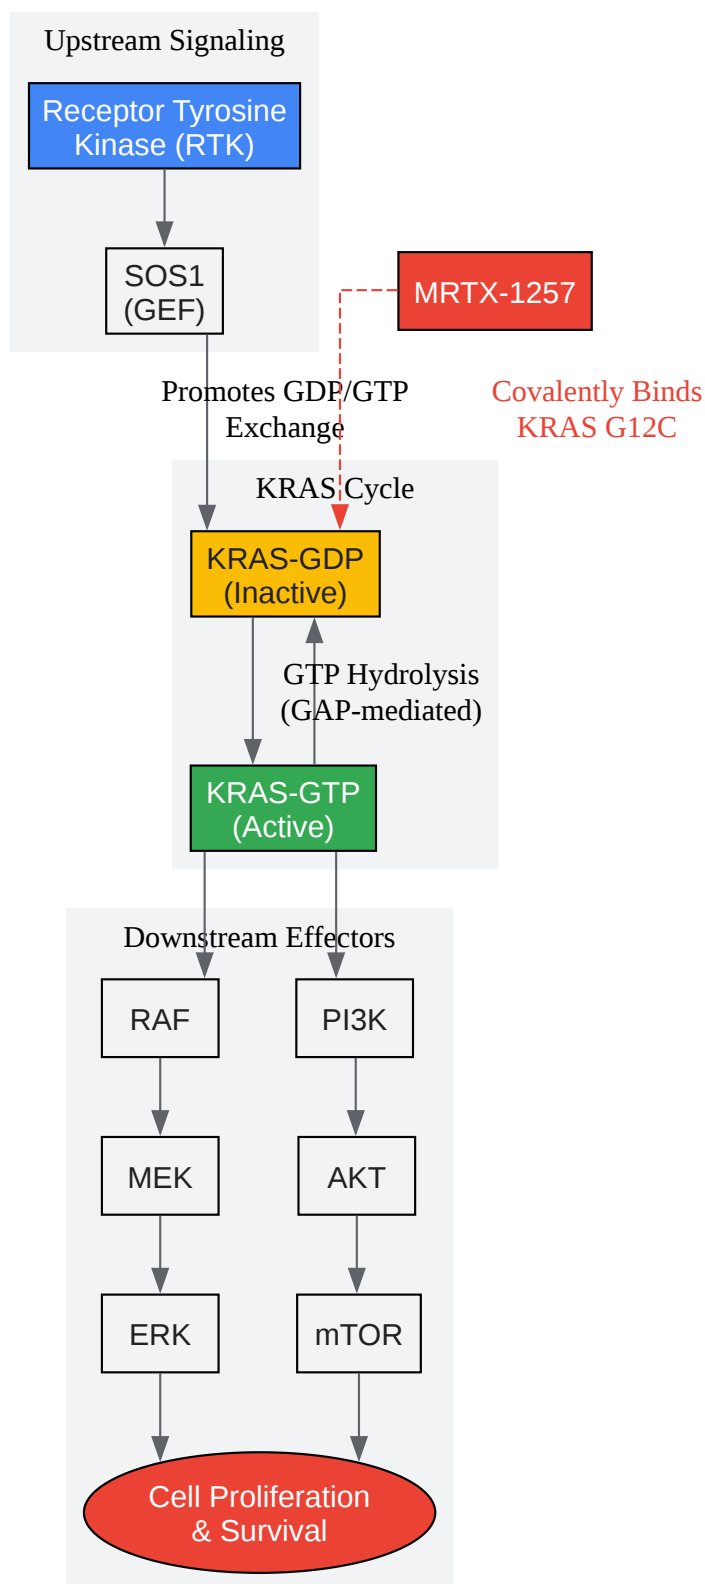 Upstream Signaling
Receptor Tyrosine
Kinase (RTK)
SOS1
(GEF)
MRTX-1257
Promotes GDP/GTP
Exchange
Covalently Binds
KRAS G12C
KRAS Cycle
KRAS-GDP
(Inactive)
GTP Hydrolysis
(GAP-mediated)
KRAS-GTP
(Active)
Downstream Effectors
RAF
PI3K
MEK
AKT
ERK
mTOR
Cell Proliferation
& Survival